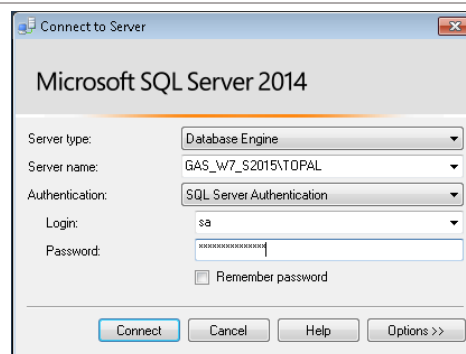 Connect to Server
Microsoft SQL Server 2014
Server type: Database Engine
Server name: GAS_W7_S2015\TOPAL
Authentication: SQL Server Authentication
Login: sa
Password: ***************
Remember password
Connect Cancel Help Options >>